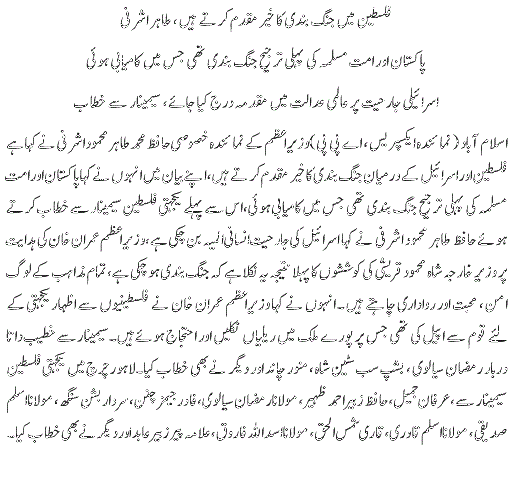 فلسطین میں جنگ بندی کا خیر مقدم کرتے ہیں، طاہر اشرفی
پاکستان اور امت مسلمہ کی پہلی ترجیح جنگ بندی تھی جس میں کامیابی ہوئی
اسرائیلی جارحیت پر عالمی عدالت میں مقدمہ درج کیا جائے، سیمینار سے خطاب
اسلام آباد (نمائندہ ایکسپریس، اے پی پی) وزیراعظم کے نمائندہ خصوصی حافظ محمد طاہر محمود اشرفی نے کہا ہے
فلسطین اور اسرائیل کے درمیان جنگ بندی کا خیر مقدم کرتے ہیں، اپنے بیان میں انہوں نے کہا پاکستان اور امت
مسلمہ کی پہلی ترجیح جنگ بندی تھی جس میں کامیابی ہوئی، اس سے پہلے یکجہتی فلسطین سیمینار سے خطاب کرتے
ہوئے حافظ طاہر محمود اشرفی نے کہا اسرائیل کی جارحیت انسانی المیہ بن چکی ہے، وزیراعظم عمران خان کی ہدایت
پر وزیر خارجہ شاہ محمود قریشی کی کوششوں کا پہلا نتیجہ یہ نکلا ہے کہ جنگ بندی ہو چکی ہے، تمام مذاہب کے لوگ
امن، محبت اور رواداری چاہتے ہیں۔ انہوں نے کہا وزیراعظم عمران خان نے فلسطینیوں سے اظہار یکجہتی کے
لئے قوم سے اپیل کی تھی جس پر پورے ملک میں ریلیاں نکلیں اور احتجاج ہوئے ہیں۔ سیمینار سے خطیب داتا
دربار رمضان سیالوی، بشپ سب سٹین شاہ، منور چاند اور دیگر نے بھی خطاب کیا۔ لاہور چرچ میں یکجہتی فلسطین
سیمینار سے، عرفان جمیل، حافظ زبیر احمد ظہیر، مولانا رمضان سیالوی، فادر جیمز چنن، سردار بشن سنگھ، مولانا اسلم
صدیقی، مولانا اسلم قادری، قاری شمس الحق، مولانا اسد اللہ فاروق، علامہ پیر زبیر عابد اور دیگر نے بھی خطاب کیا۔